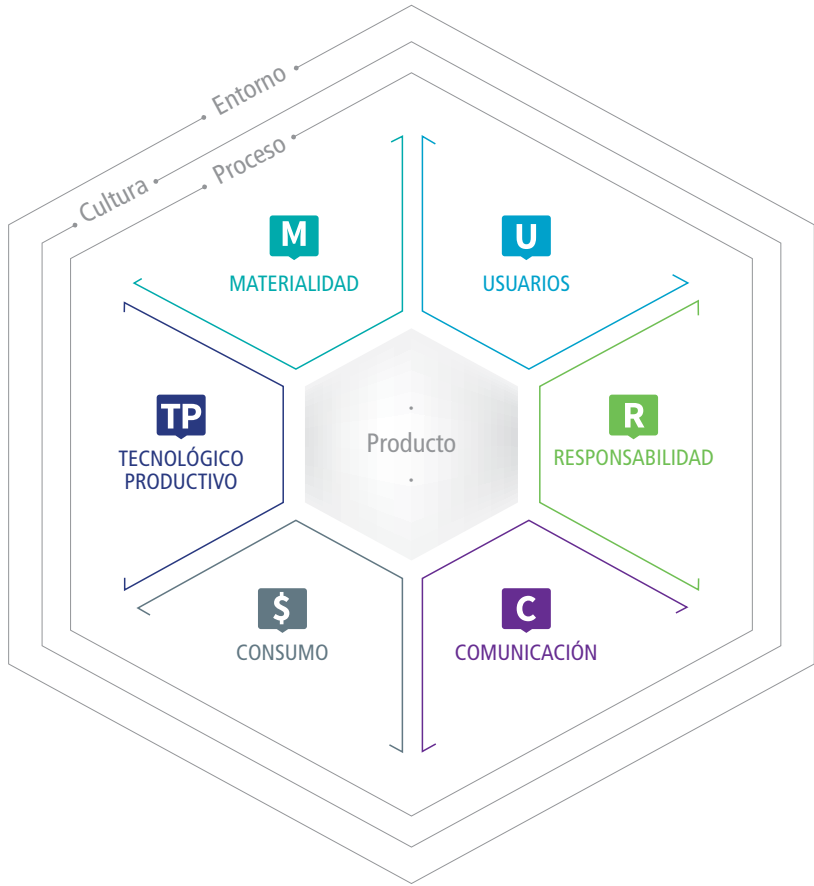 Entorno
Cultura
Proceso
M
MATERIALIDAD
U
USUARIOS
TP
TECNOLÓGICO
PRODUCTIVO
Producto
R
RESPONSABILIDAD
$
CONSUMO
C
COMUNICACIÓN